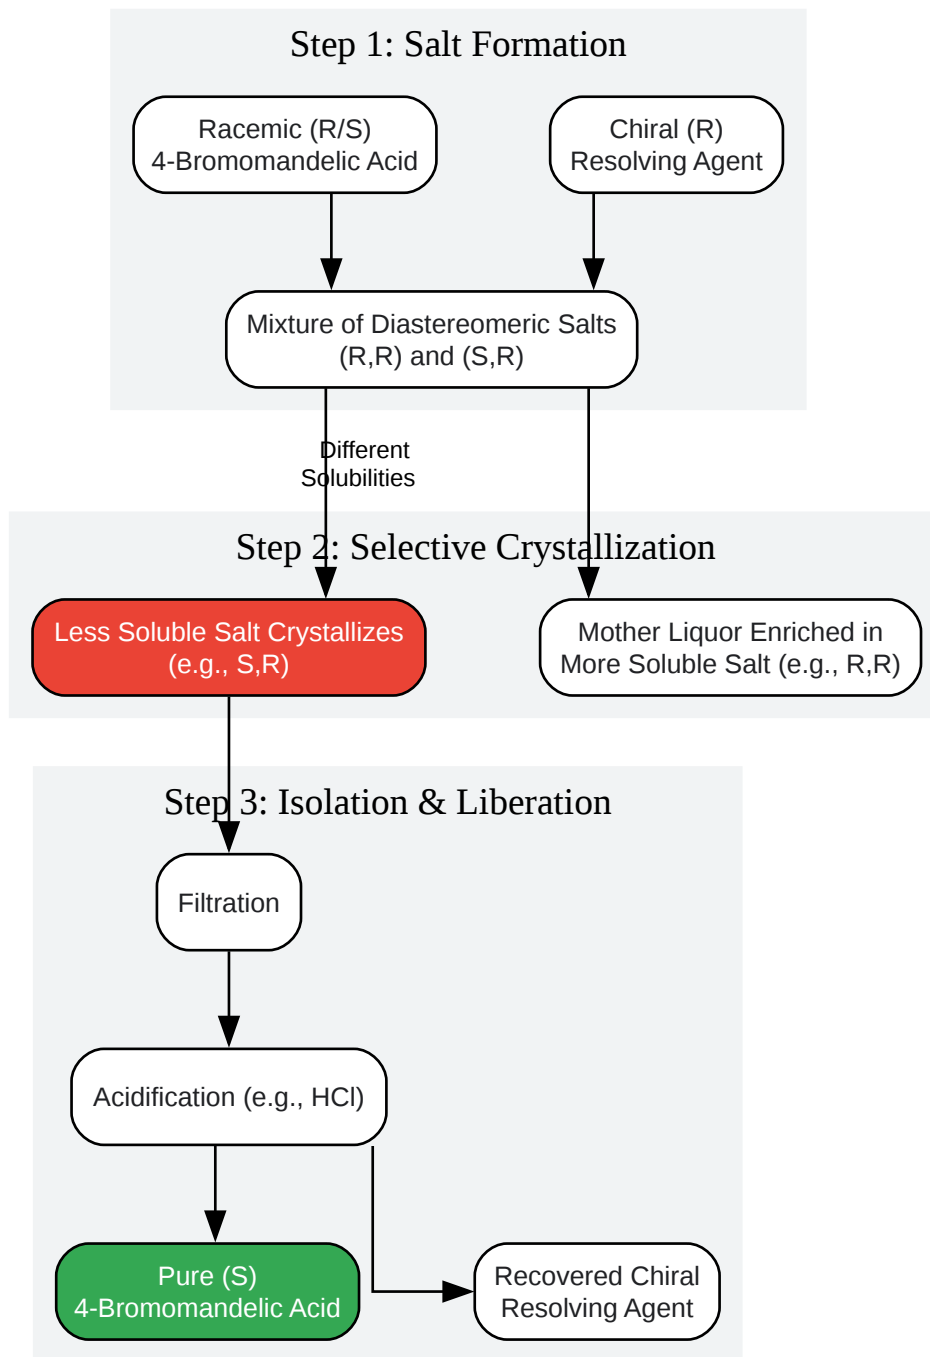 Step 1: Salt Formation
Racemic (R/S)
4-Bromomandelic Acid
Chiral (R)
Resolving Agent
Mixture of Diastereomeric Salts
(R,R) and (S,R)
Different
Solubilities
Step 2: Selective Crystallization
Less Soluble Salt Crystallizes
(e.g., S,R)
Mother Liquor Enriched in
More Soluble Salt (e.g., R,R)
Step 3: Isolation & Liberation
Filtration
Acidification (e.g., HCl)
Pure (S)
4-Bromomandelic Acid
Recovered Chiral
Resolving Agent